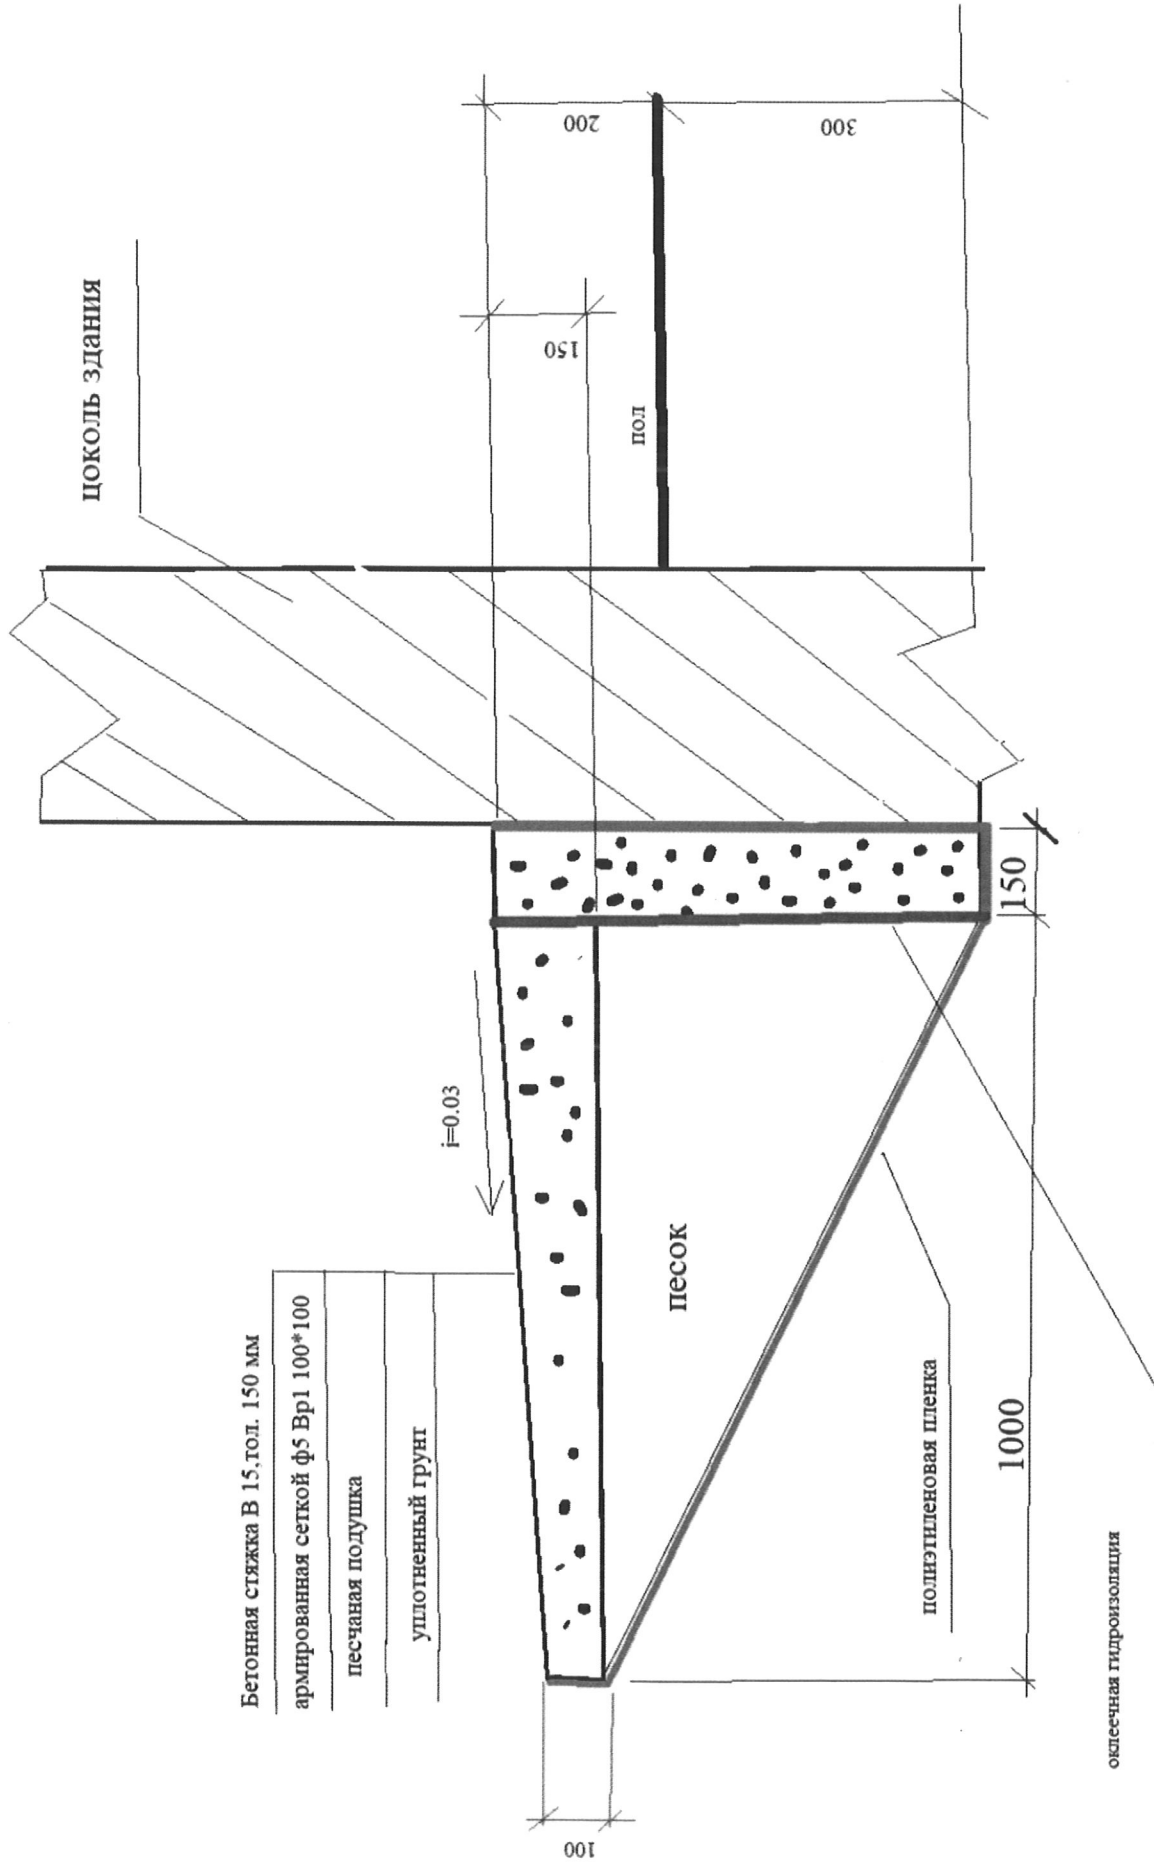 цоколь здания
Бетонная стяжка В 15,тол. 150 мм
армированная сеткой ф5 Вр1 100*100
песчаная подушка
уплотненный грунт
i=0.03
150
200
пол
300
100
песок
полиэтиленовая пленка
1000
150
оклеечная гидроизоляция